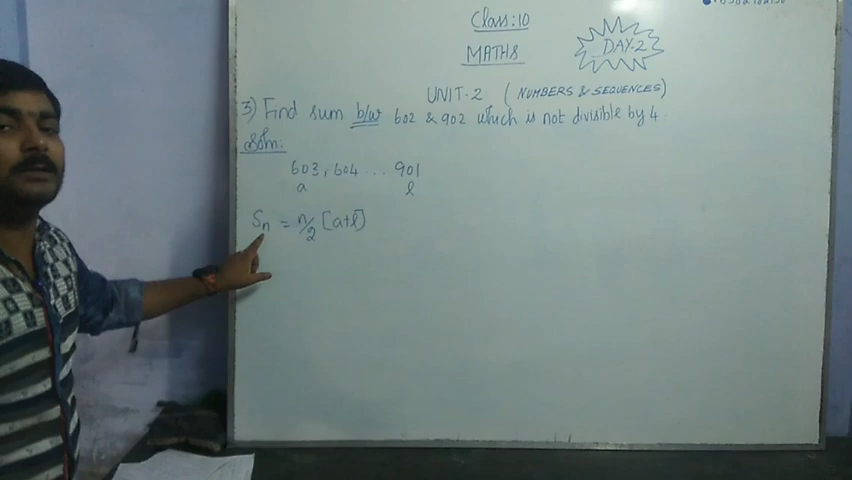 Class:10
MATHS
DAY-2
UNIT-2 (NUMBERS & SEQUENCES)
3) Find sum b/w 602 & 902 which is not divisible by 4.
Soln:
603, 604 ... 901
a l
Sn = n/2 [a+l]